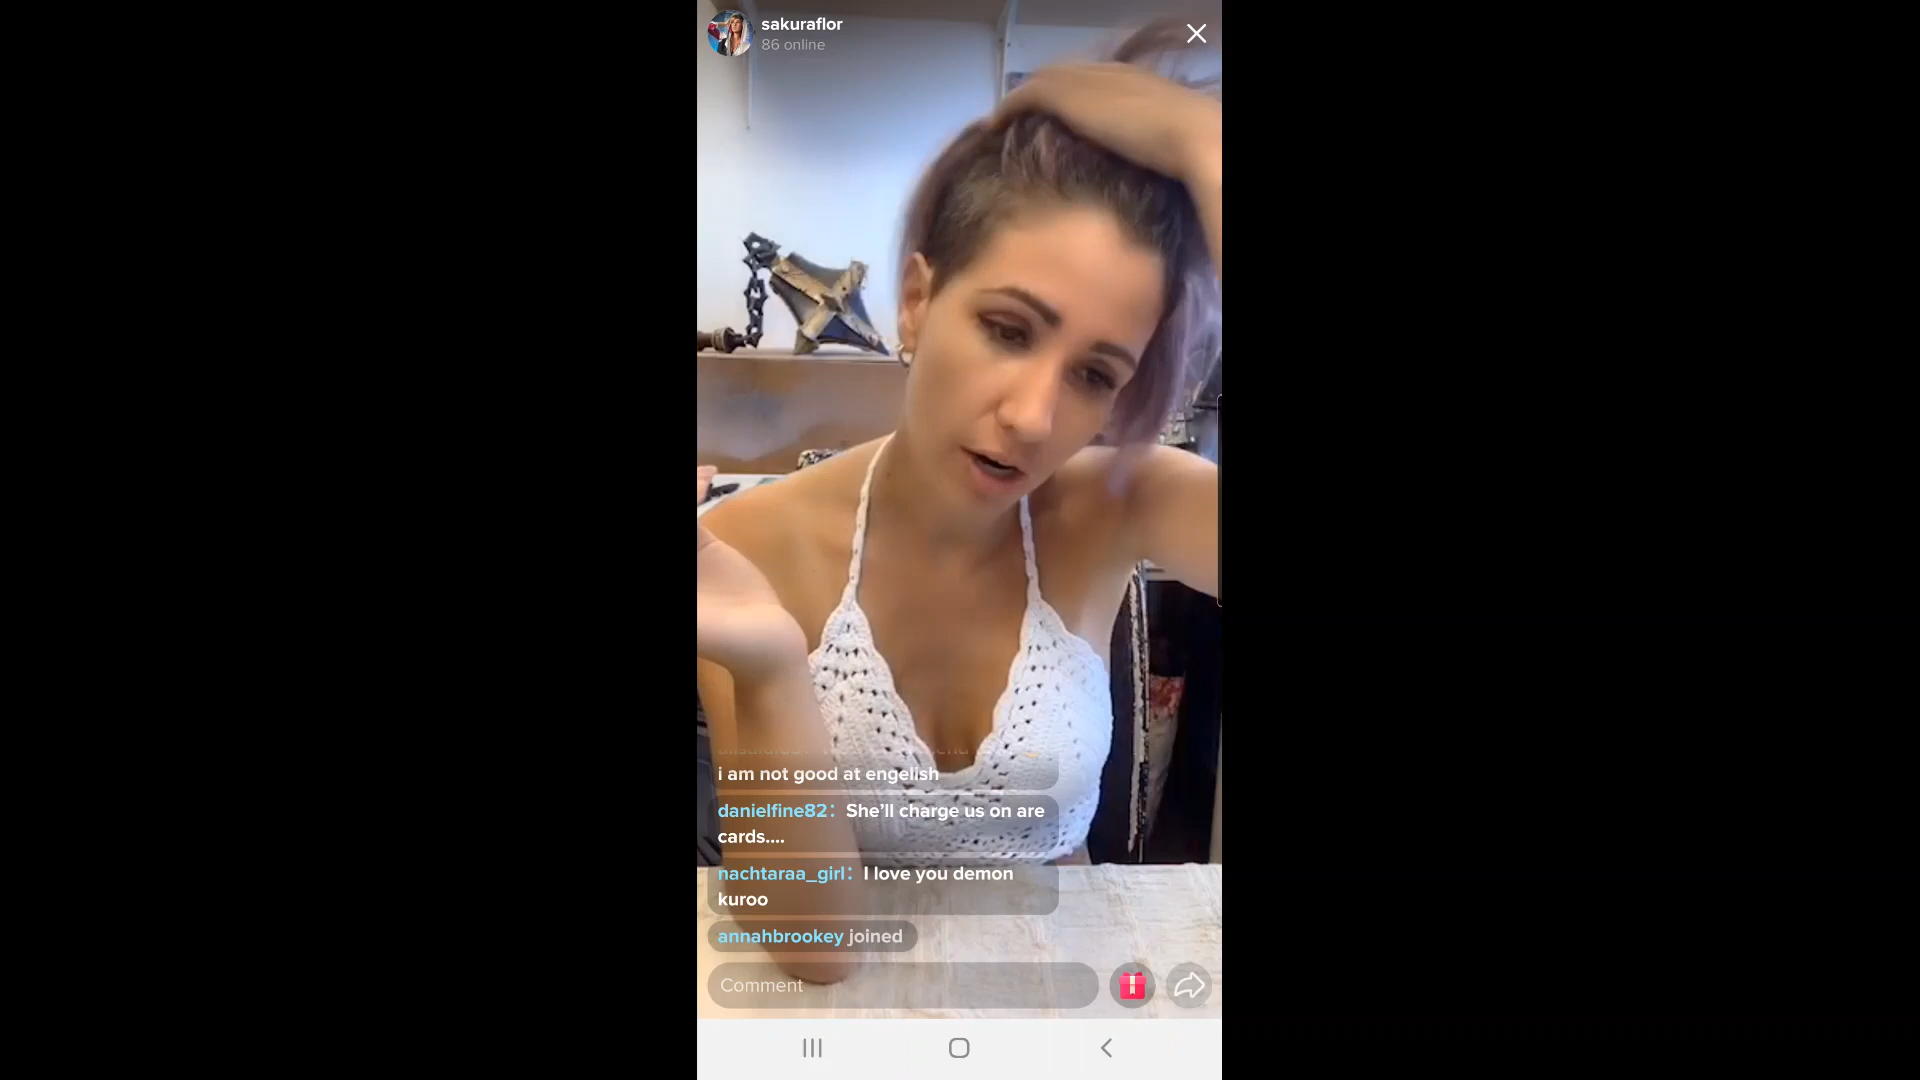 sakuraflor
86 online
i am not good at engelish
danielfine82: She'll charge us on are
cards....
nachtaraa_girl: I love you demon
kuroo
annahbrookey joined
Comment